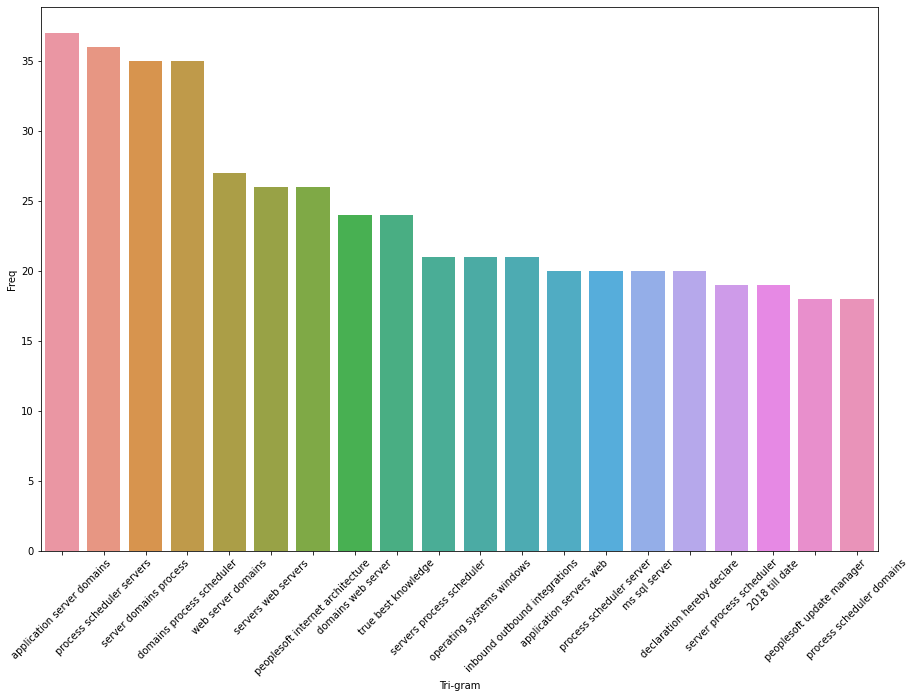 35
30
25
20
15
10
5
0
Freq
application server domains
process scheduler servers
server domains process
domains process scheduler
web server domains
servers web servers
peoplesoft internet architecture
domains web server
true best knowledge
servers process scheduler
operating systems windows
inbound outbound integrations
application servers web
process scheduler server
ms sql server
declaration hereby declare
server process scheduler
2018 till date
peoplesoft update manager
process scheduler domains
Tri-gram